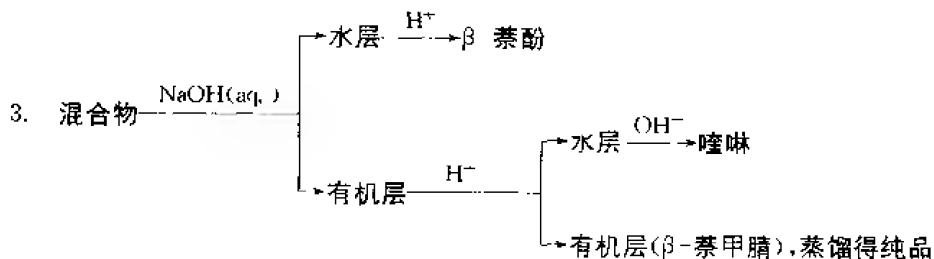 H⁺
水层 → β 萘酚
NaOH(aq.)
3. 混合物
OH⁻
水层 → 喹啉
H⁺
有机层
有机层(β-萘甲腈),蒸馏得纯品